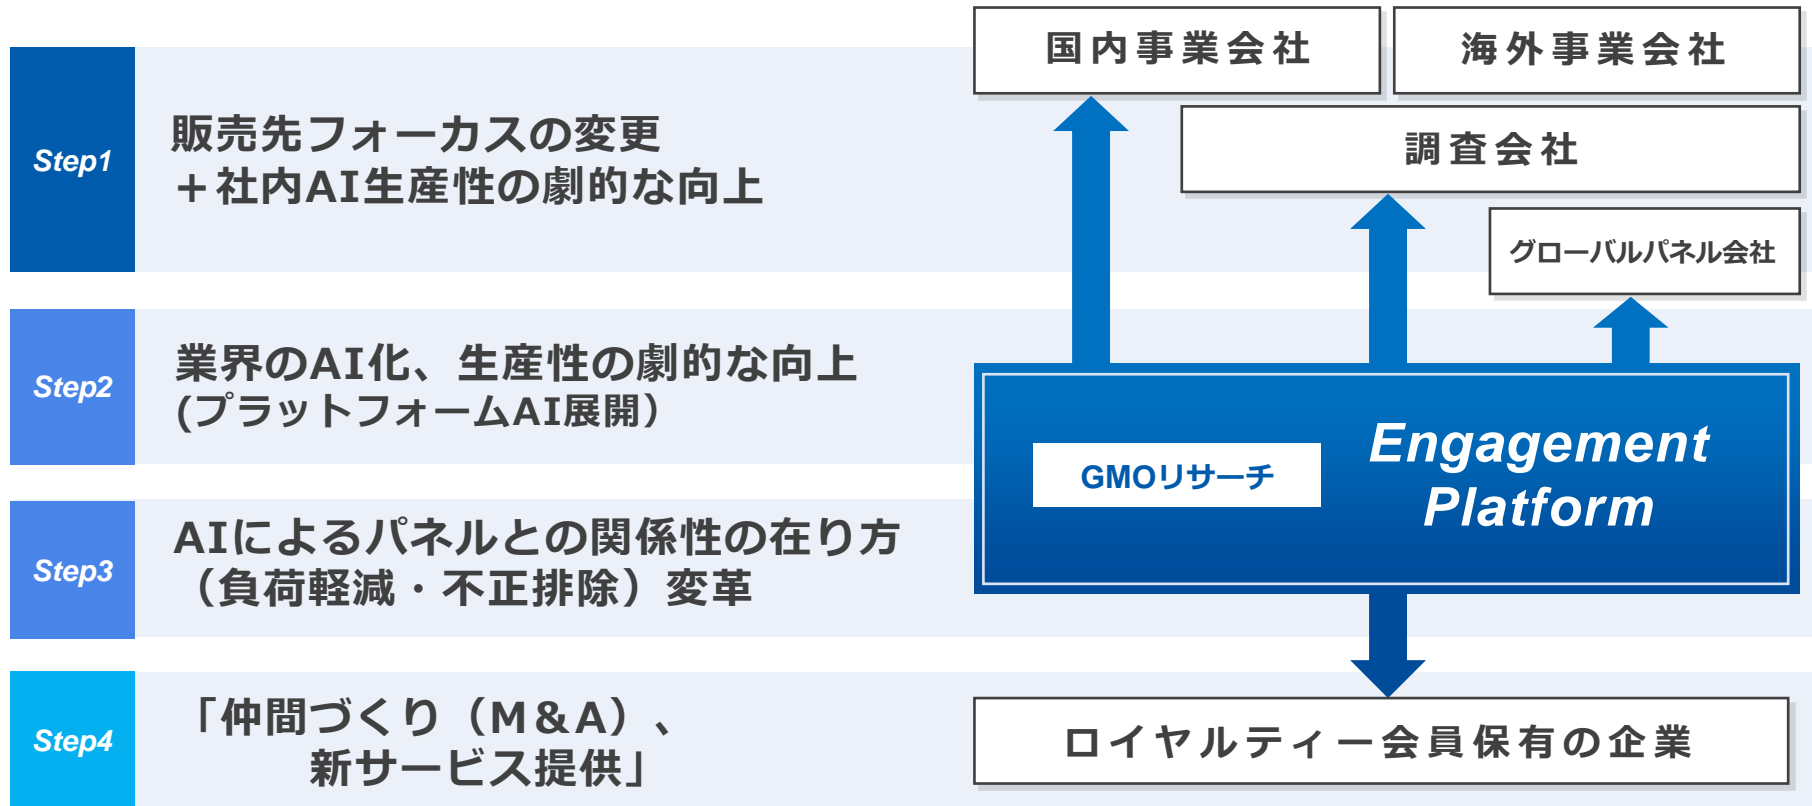 Step1
販売先フォーカスの変更
＋社内AI生産性の劇的な向上
Step2
業界のAI化、生産性の劇的な向上
(プラットフォームAI展開）
Step3
AIによるパネルとの関係性の在り方
（負荷軽減・不正排除）変革
Step4
「仲間づくり（M＆A）、
新サービス提供」
国内事業会社
海外事業会社
調査会社
グローバルパネル会社
GMOリサーチ
Engagement
Platform
ロイヤルティー会員保有の企業